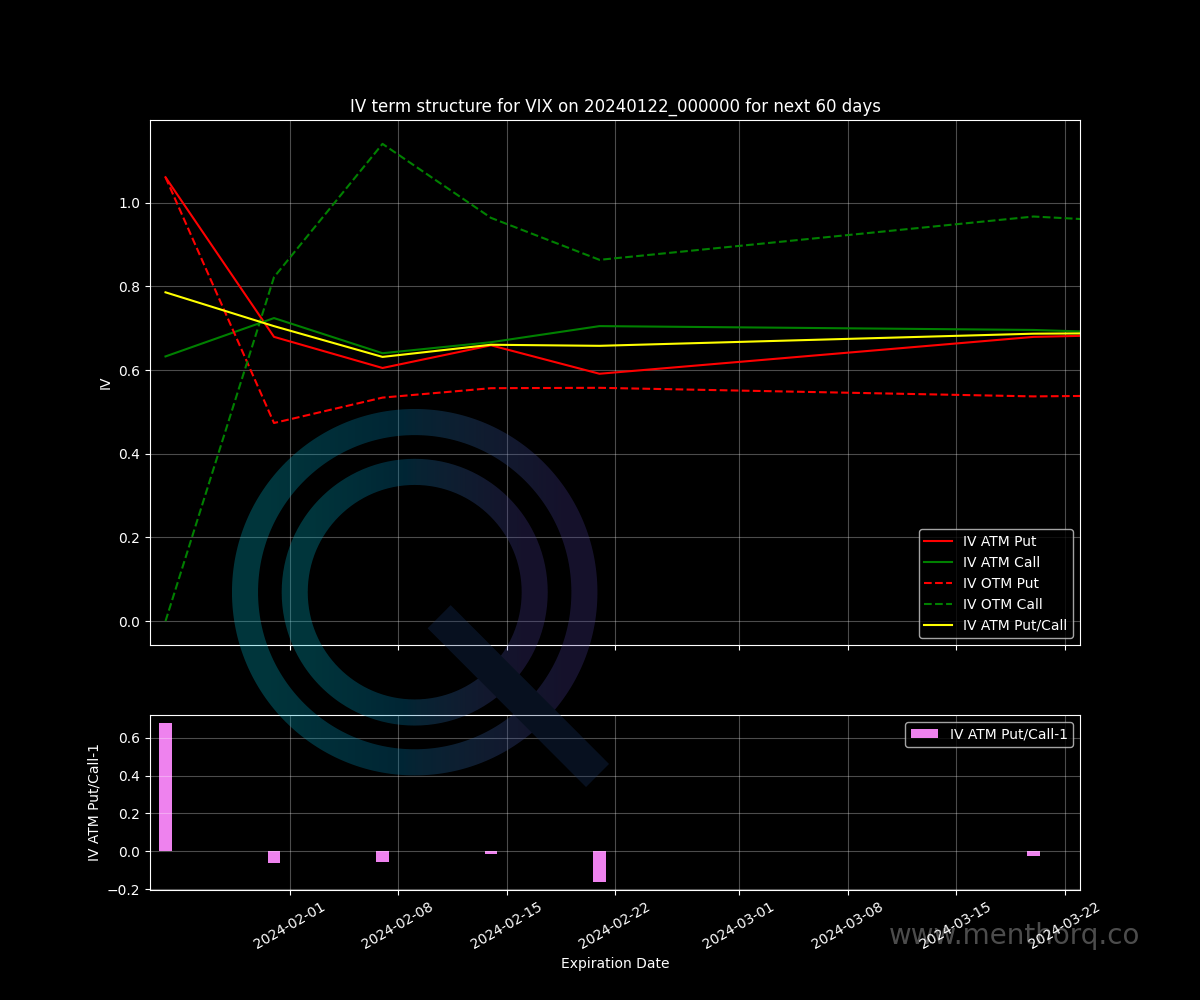 IV term structure for VIX on 20240122_000000 for next 60 days
IV
1.0
0.8
0.6
0.4
0.2
0.0
IV ATM Put
IV ATM Call
IV OTM Put
IV OTM Call
IV ATM Put/Call
IV ATM Put/Call-1
0.6
0.4
0.2
0.0
−0.2
IV ATM Put/Call-1
2024-02-01
2024-02-08
2024-02-15
2024-02-22
2024-03-01
2024-03-08
2024-03-15
2024-03-22
www.menthorq.co
Expiration Date